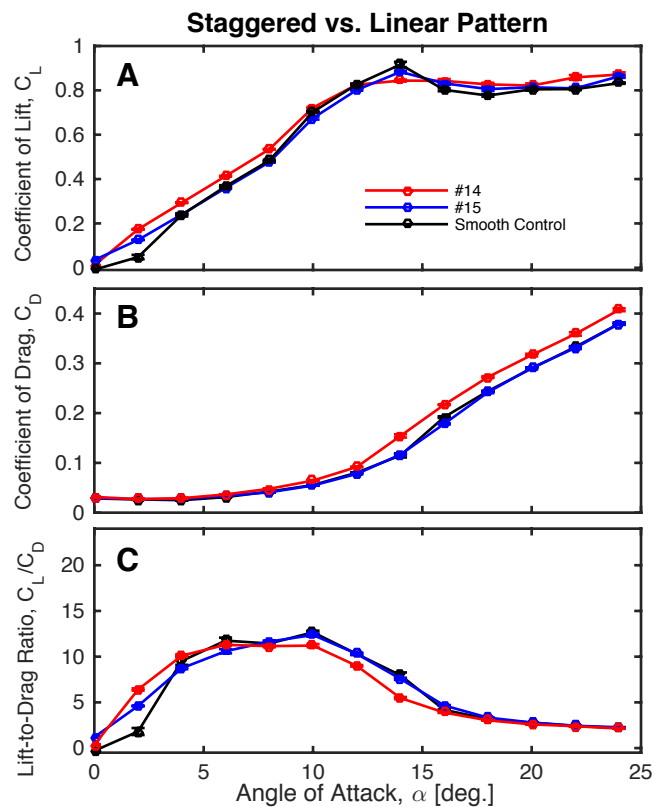 Staggered vs. Linear Pattern
A
Coefficient of Lift, C_L
1
0.8
0.6
0.4
0.2
0
#14
#15
Smooth Control
B
Coefficient of Drag, C_D
0.4
0.3
0.2
0.1
0
C
Lift-to-Drag Ratio, C_L/C_D
20
15
10
5
0
0 5 10 15 20 25
Angle of Attack, α [deg.]